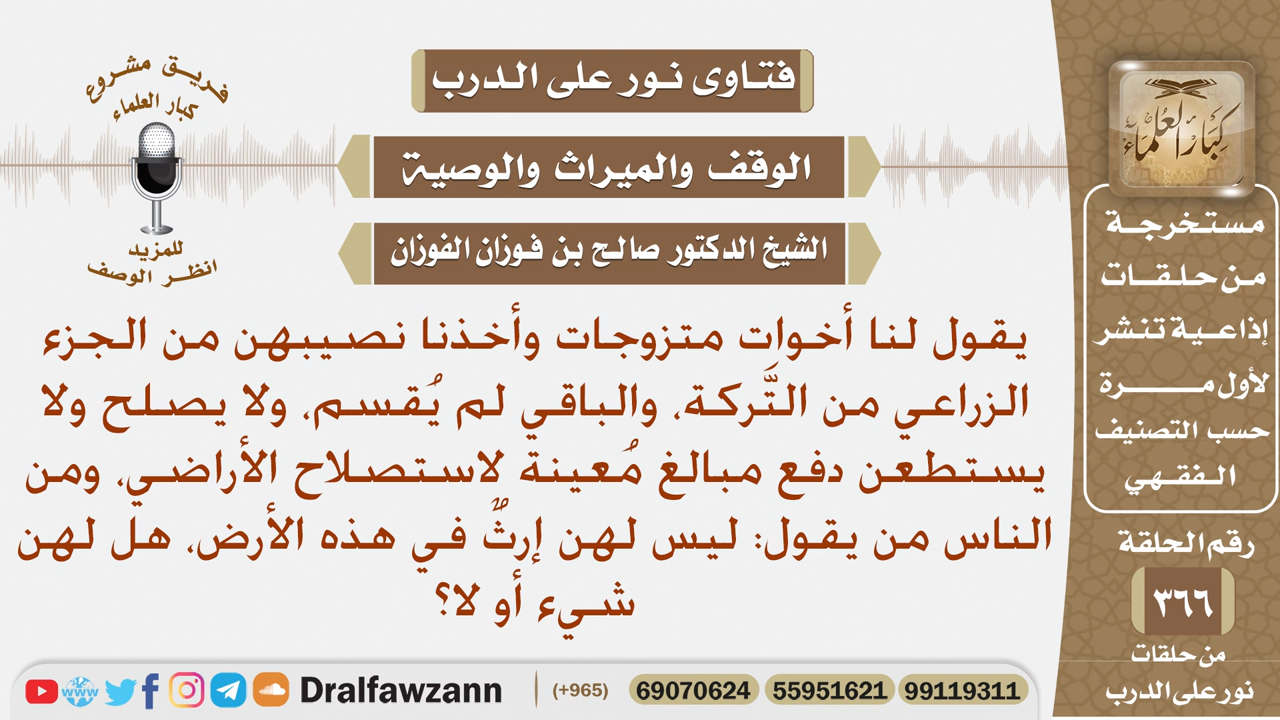 فتاوى نور على الدرب
الوقف والميراث والوصية
الشيخ الدكتور صالح بن فوزان الفوزان
يقول لنا أخوات متزوجات وأخذنا نصيبهن من الجزء
الزراعي من التَّركة، والباقي لم يُقسم، ولا يصلح ولا
يستطعن دفع مبالغ مُعينة لاستصلاح الأراضي، ومن
الناس من يقول: ليس لهن إرثٌ في هذه الأرض، هل لهن
شيء أو لا؟
فريق مشروع
كبار العلماء
للمزيد
انظر الوصف
كبار العلماء
مستخرجة
من حلقات
إذاعية تنشر
لأول مرة
حسب التصنيف
الفقهي
رقم الحلقة
٣٦٦
من حلقات
نور على الدرب
www
Dralfawzann
(+965)
69070624
55951621
99119311